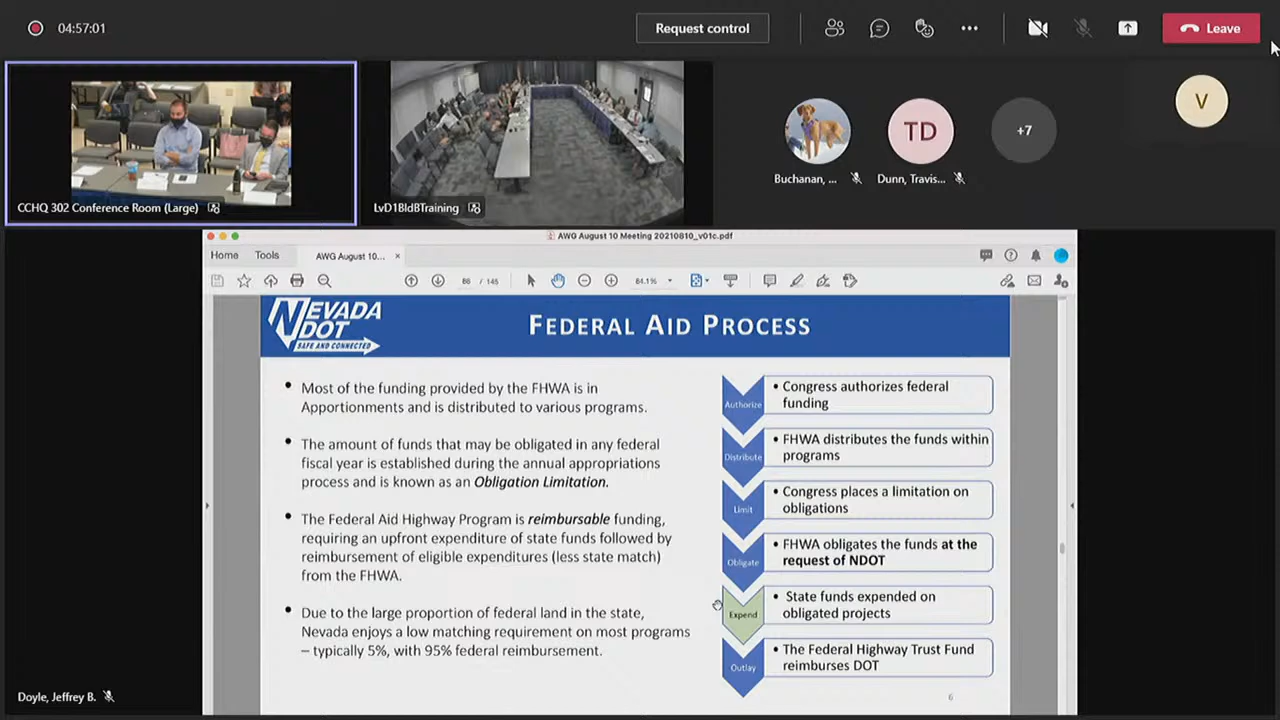 04:57:01
Request control
Leave
CCHQ 302 Conference Room (Large)
LvD1BldBTraining
Buchanan, ...
TD
Dunn, Travis...
+7
V
AWG August 10 Meeting 20210810_v01c.pdf
Home
Tools
AWG August 10...
86 / 145
84.1%
NEVADA
DOT
SAFE AND CONNECTED
FEDERAL AID PROCESS
• Most of the funding provided by the FHWA is in
Apportionments and is distributed to various programs.
• The amount of funds that may be obligated in any federal
fiscal year is established during the annual appropriations
process and is known as an Obligation Limitation.
• The Federal Aid Highway Program is reimbursable funding,
requiring an upfront expenditure of state funds followed by
reimbursement of eligible expenditures (less state match)
from the FHWA.
• Due to the large proportion of federal land in the state,
Nevada enjoys a low matching requirement on most programs
– typically 5%, with 95% federal reimbursement.
Authorize
• Congress authorizes federal
funding
Distribute
• FHWA distributes the funds within
programs
Limit
• Congress places a limitation on
obligations
Obligate
• FHWA obligates the funds at the
request of NDOT
Expend
• State funds expended on
obligated projects
Outlay
• The Federal Highway Trust Fund
reimburses DOT
6
Doyle, Jeffrey B.